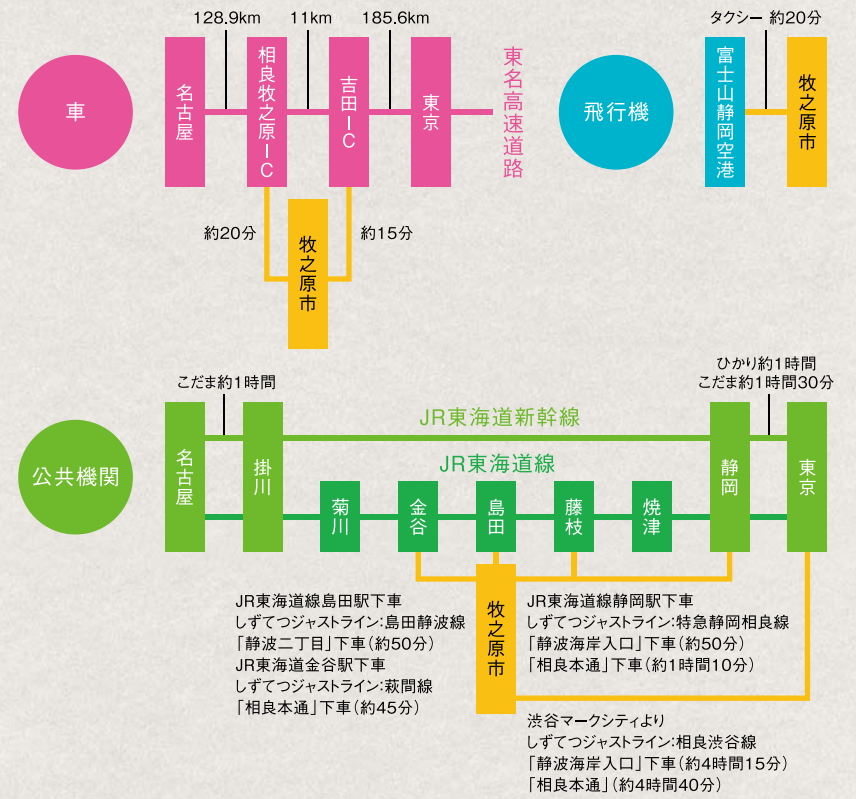 128.9km
11km
185.6km
車
名古屋
相良牧之原IC
吉田IC
東京
東名高速道路
約20分
牧之原市
約15分
タクシー 約20分
飛行機
富士山静岡空港
牧之原市
こだま約1時間
ひかり約1時間
こだま約1時間30分
公共機関
名古屋
掛川
JR東海道新幹線
JR東海道線
菊川
金谷
島田
藤枝
焼津
静岡
東京
牧之原市
JR東海道線島田駅下車
しずてつジャストライン:島田静波線
「静波二丁目」下車(約50分)
JR東海道金谷駅下車
しずてつジャストライン:萩間線
「相良本通」下車(約45分)
JR東海道線静岡駅下車
しずてつジャストライン:特急静岡相良線
「静波海岸入口」下車(約50分)
「相良本通」下車(約1時間10分)
渋谷マークシティより
しずてつジャストライン:相良渋谷線
「静波海岸入口」下車(約4時間15分)
「相良本通」(約4時間40分)